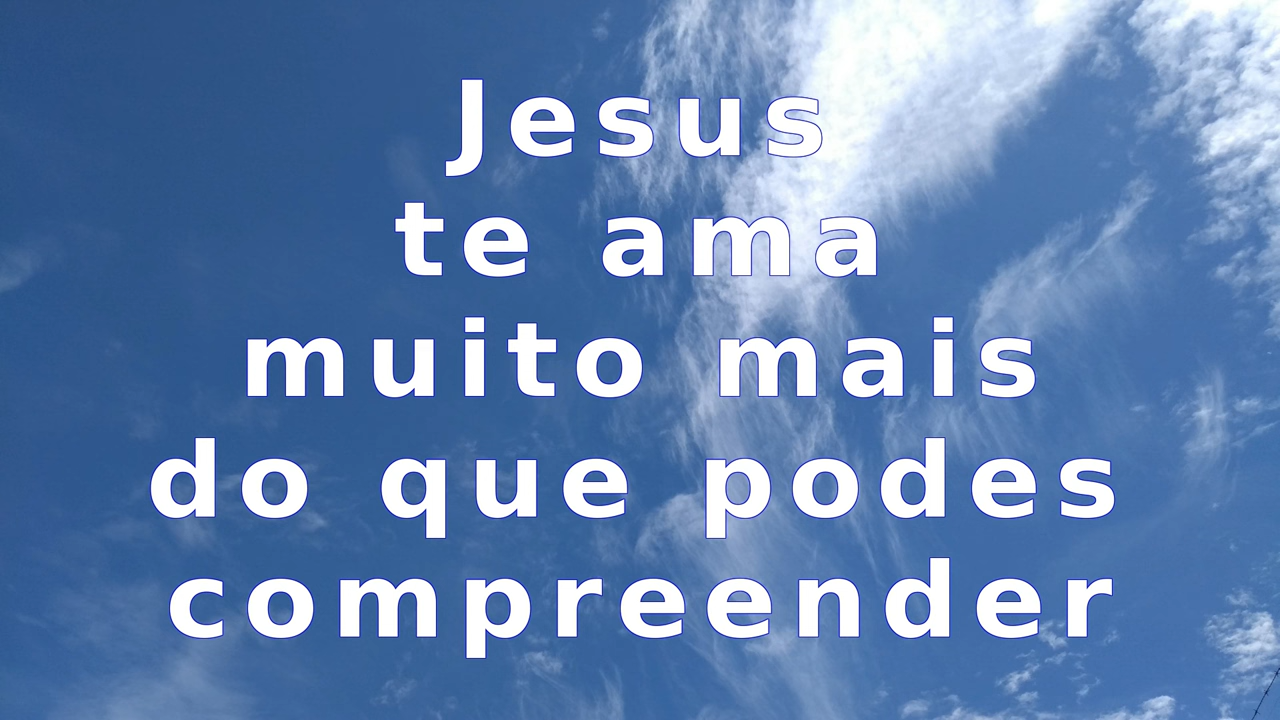 Jesus
te ama
muito mais
do que podes
compreender